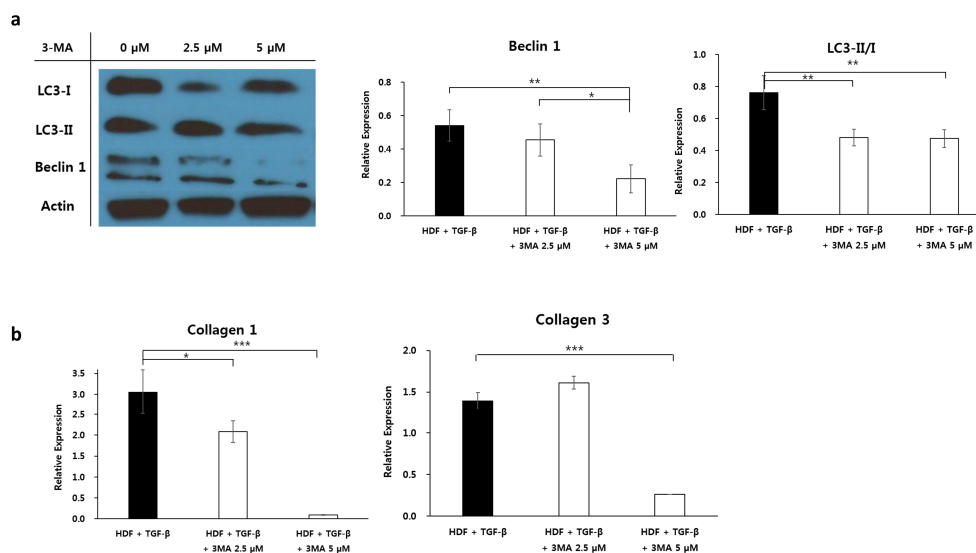 a
3-MA 0 μM 2.5 μM 5 μM
LC3-I
LC3-II
Beclin 1
Actin
Beclin 1
Relative Expression
0.8
0.6
0.4
0.2
0.0
**
*
HDF + TGF-β
HDF + TGF-β
+ 3MA 2.5 μM
HDF + TGF-β
+ 3MA 5 μM
LC3-II/I
Relative Expression
1.0
0.8
0.6
0.4
0.2
0.0
**
**
HDF + TGF-β
HDF + TGF-β
+ 3MA 2.5 μM
HDF + TGF-β
+ 3MA 5 μM
b
Collagen 1
Relative Expression
3.5
3.0
2.5
2.0
1.5
1.0
0.5
0.0
***
*
HDF + TGF-β
HDF + TGF-β
+ 3MA 2.5 μM
HDF + TGF-β
+ 3MA 5 μM
Collagen 3
Relative Expression
2.0
1.5
1.0
0.5
0.0
***
HDF + TGF-β
HDF + TGF-β
+ 3MA 2.5 μM
HDF + TGF-β
+ 3MA 5 μM